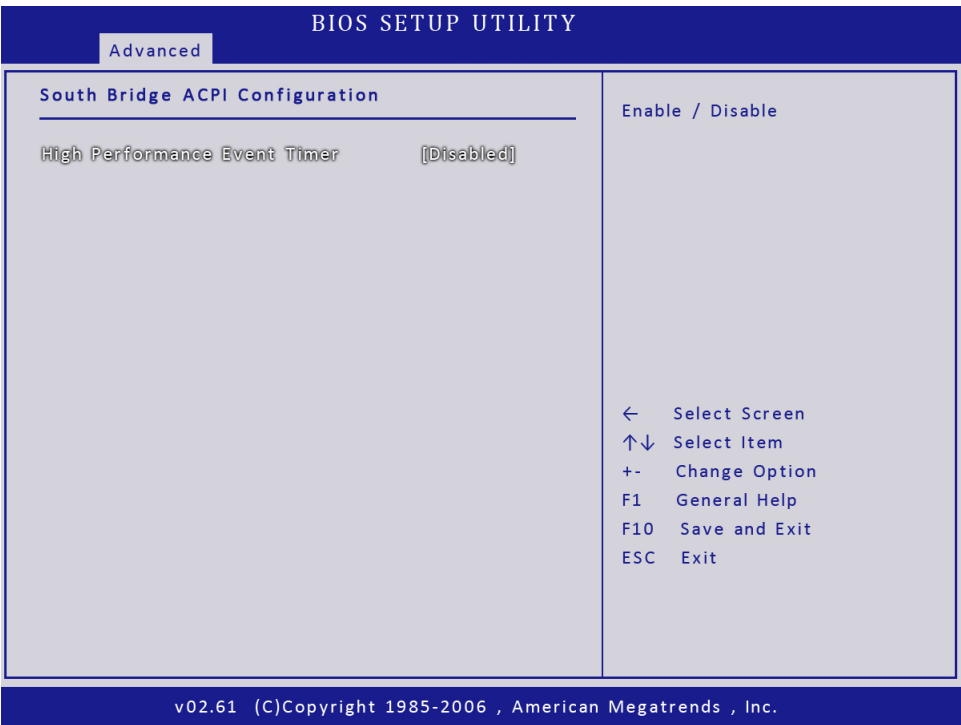 BIOS SETUP UTILITY
Advanced
South Bridge ACPI Configuration
High Performance Event Timer [Disabled]
Enable / Disable
← Select Screen
↑↓ Select Item
+- Change Option
F1 General Help
F10 Save and Exit
ESC Exit
v02.61 (C)Copyright 1985-2006 , American Megatrends , Inc.